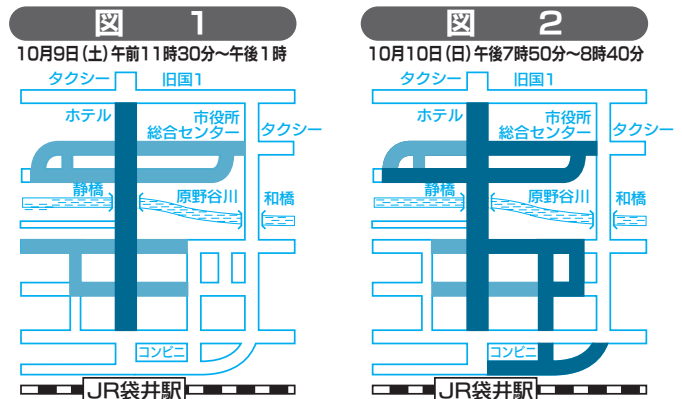 図 1
10月9日(土)午前11時30分～午後1時
タクシー 旧国1
ホテル
市役所
総合センター
タクシー
静橋
原野谷川
和橋
コンビニ
JR袋井駅
図 2
10月10日(日)午後7時50分～8時40分
タクシー 旧国1
ホテル
市役所
総合センター
タクシー
静橋
原野谷川
和橋
コンビニ
JR袋井駅